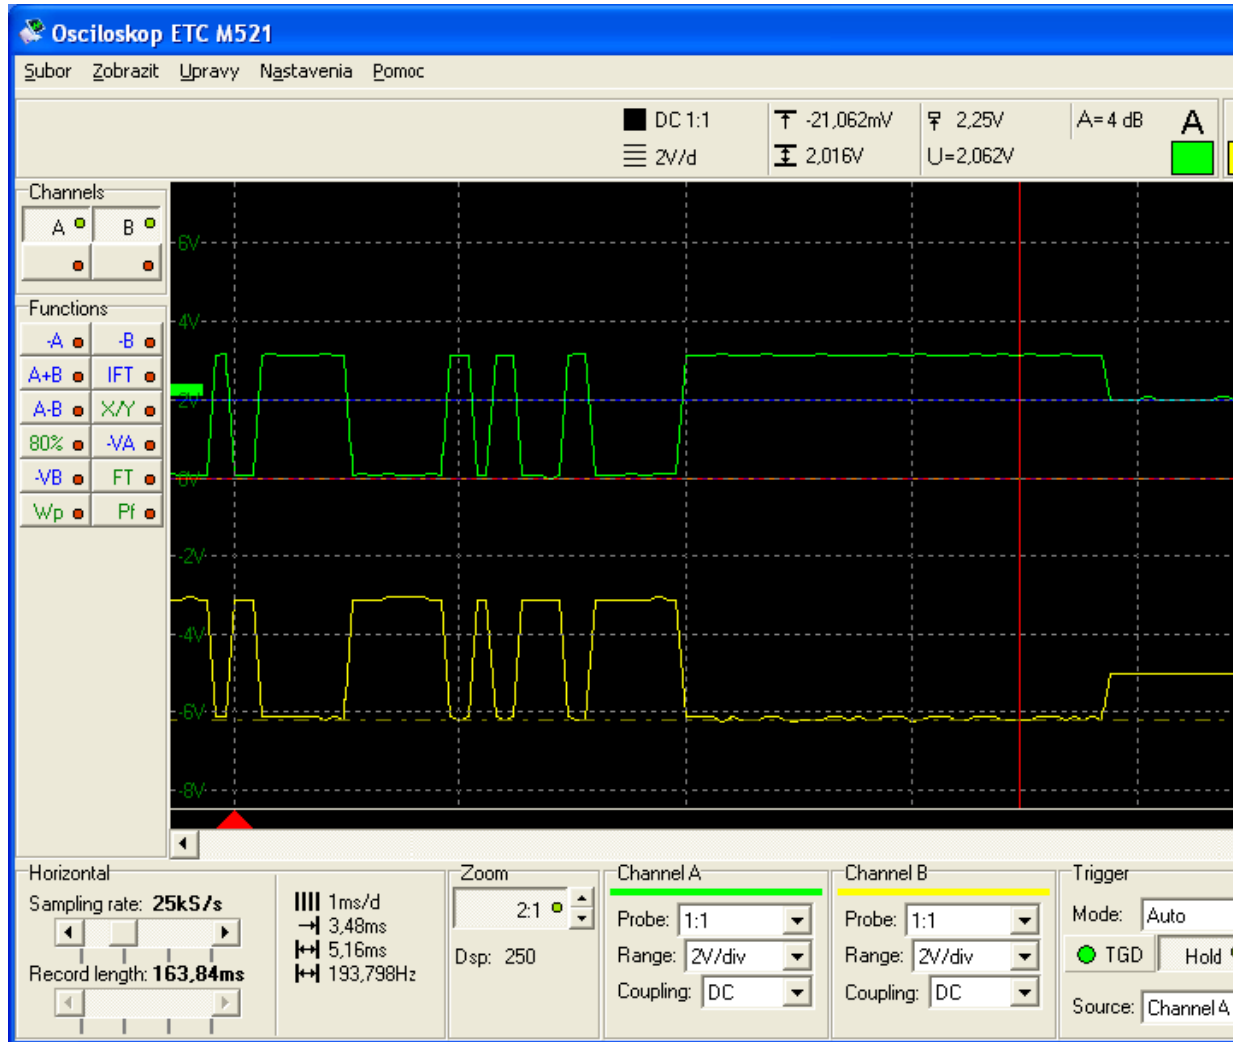 Osciloskop ETC M521
Subor Zobrazit Upravy Nastavenia Pomoc
DC 1:1 -21,062mV 2,25V A=4 dB A
2V/d 2,016V U=2,062V
Channels
A B
Functions
-A -B
A+B IFT
A-B X/Y
80% -VA
-VB FT
Wp Pf
6V
4V
2V
0V
-2V
-4V
-6V
-8V
Horizontal
Sampling rate: 25kS/s
Record length: 163,84ms
1ms/d
3,48ms
5,16ms
193,798Hz
Zoom
2:1
Dsp: 250
Channel A
Probe: 1:1
Range: 2V/div
Coupling: DC
Channel B
Probe: 1:1
Range: 2V/div
Coupling: DC
Trigger
Mode: Auto
TGD Hold
Source: Channel A